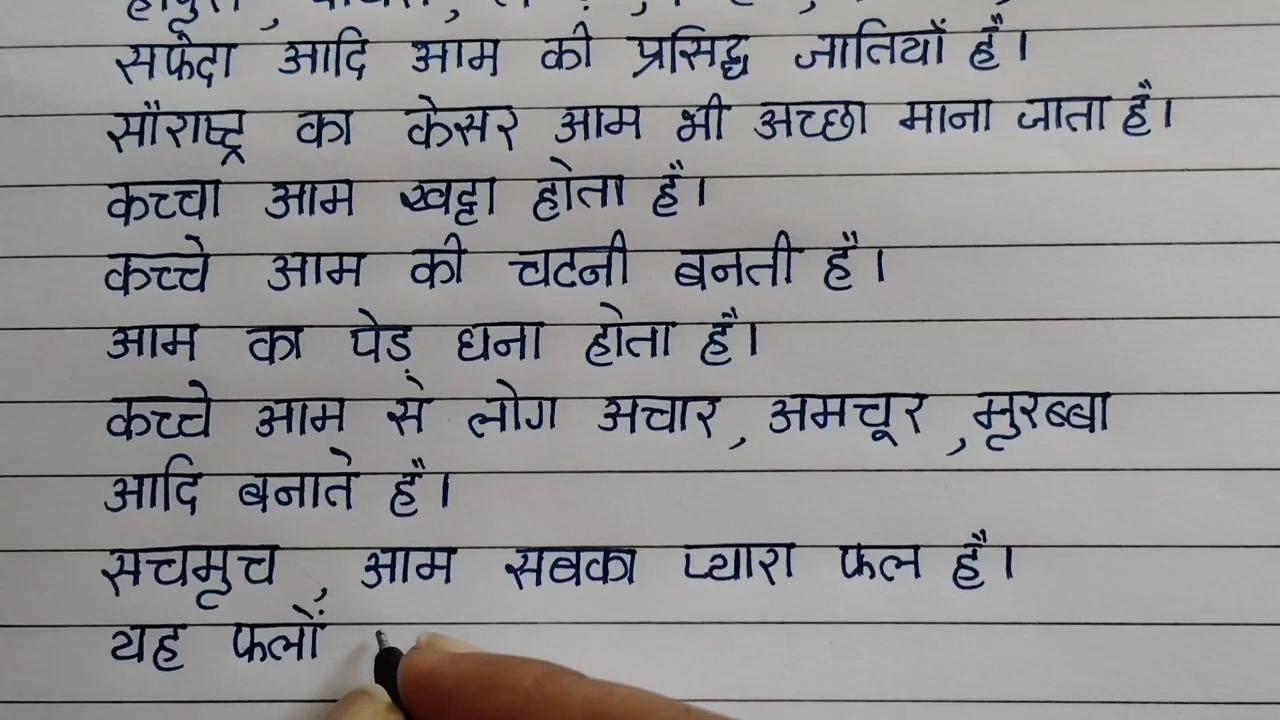 सफेदा आदि आम की प्रसिद्ध जातियाँ हैं।
सौराष्ट्र का केसर आम भी अच्छा माना जाता है।
कच्चा आम खट्टा होता है।
कच्चे आम की चटनी बनती है।
आम का पेड़ घना होता है।
कच्चे आम से लोग अचार, अमचूर, मुरब्बा
आदि बनाते हैं।
सचमुच, आम सबका प्यारा फल है।
यह फलों